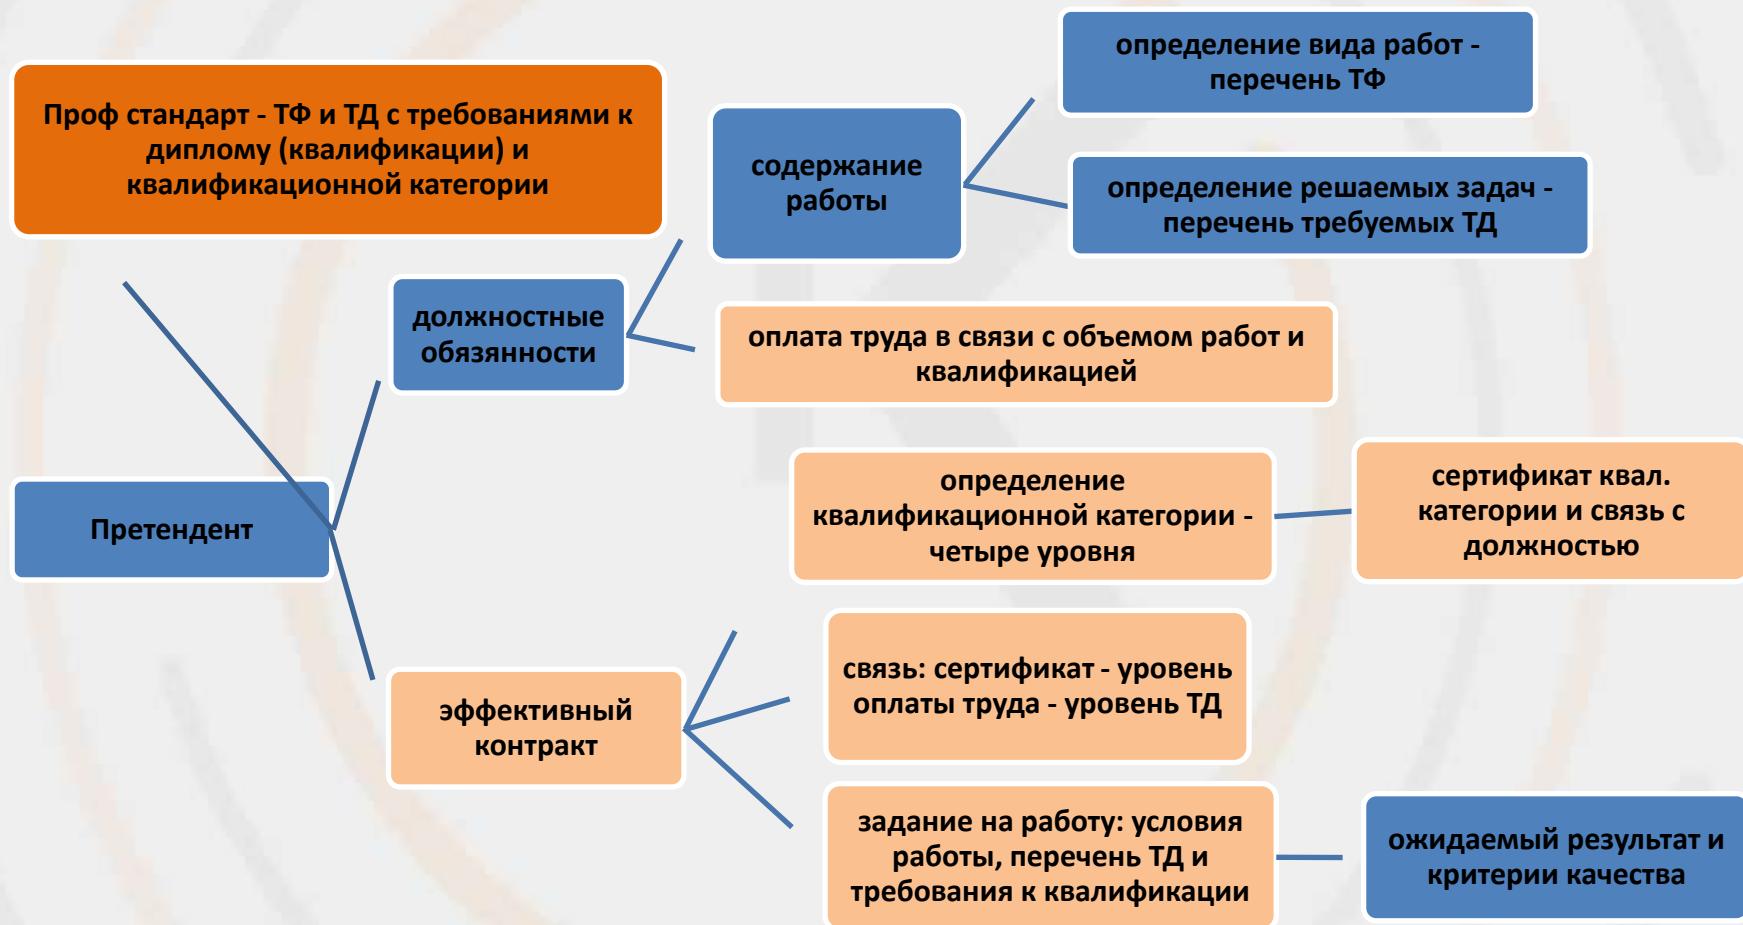 Проф стандарт - ТФ и ТД с требованиями к
диплому (квалификации) и
квалификационной категории
Претендент
должностные
обязянности
содержание
работы
определение вида работ -
перечень ТФ
определение решаемых задач -
перечень требуемых ТД
оплата труда в связи с объемом работ и
квалификацией
эффективный
контракт
определение
квалификационной категории -
четыре уровня
сертификат квал.
категории и связь с
должностью
связь: сертификат - уровень
оплаты труда - уровень ТД
задание на работу: условия
работы, перечень ТД и
требования к квалификации
ожидаемый результат и
критерии качества